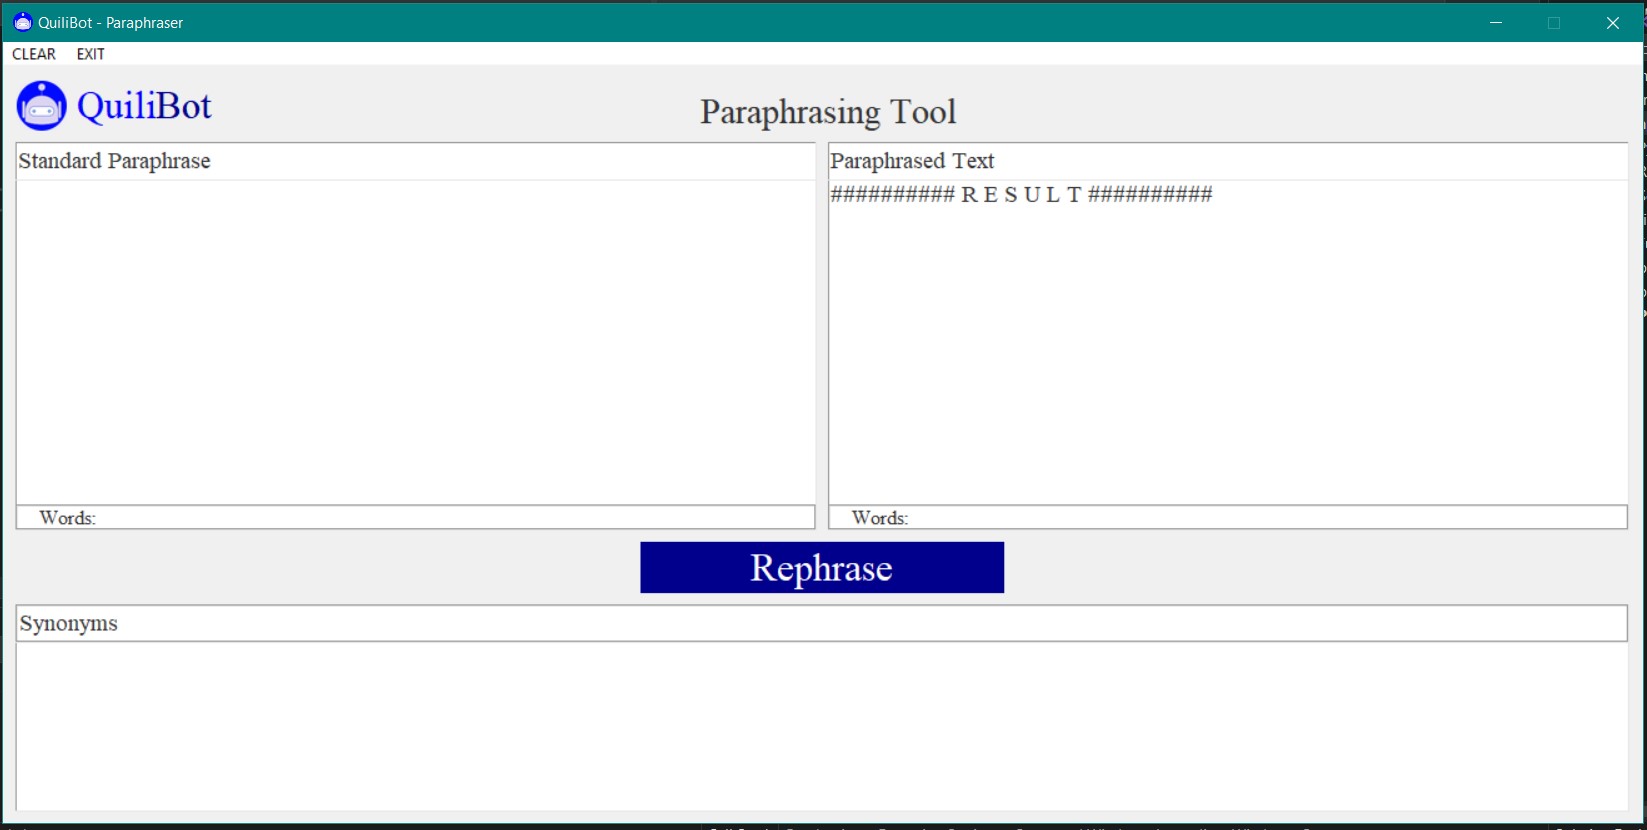 QuiliBot - Paraphraser
CLEAR EXIT
QuiliBot
Paraphrasing Tool
Standard Paraphrase
Paraphrased Text
########## R E S U L T ##########
Words:
Words:
Rephrase
Synonyms